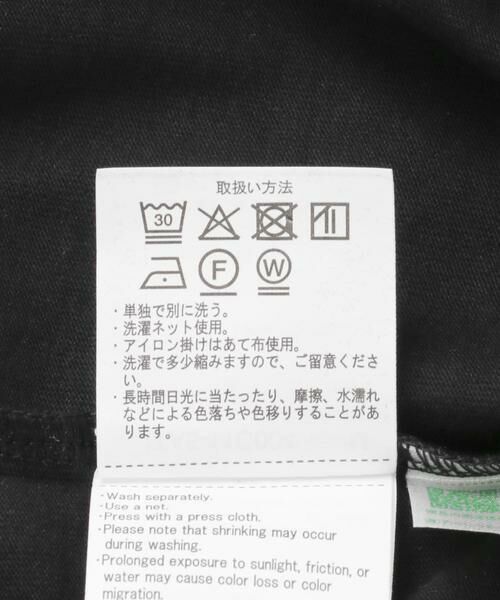 取扱い方法
30
F W
・単独で別に洗う。
・洗濯ネット使用。
・アイロン掛けはあて布使用。
・洗濯で多少縮みますので、ご留意くださ
い。
・長時間日光に当たったり、摩擦、水濡れ
などによる色落ちや色移りすることがあ
ります。
・Wash separately.
・Use a net.
・Press with a press cloth.
・Please note that shrinking may occur
during washing.
・Prolonged exposure to sunlight, friction, or
water may cause color loss or color
migration.